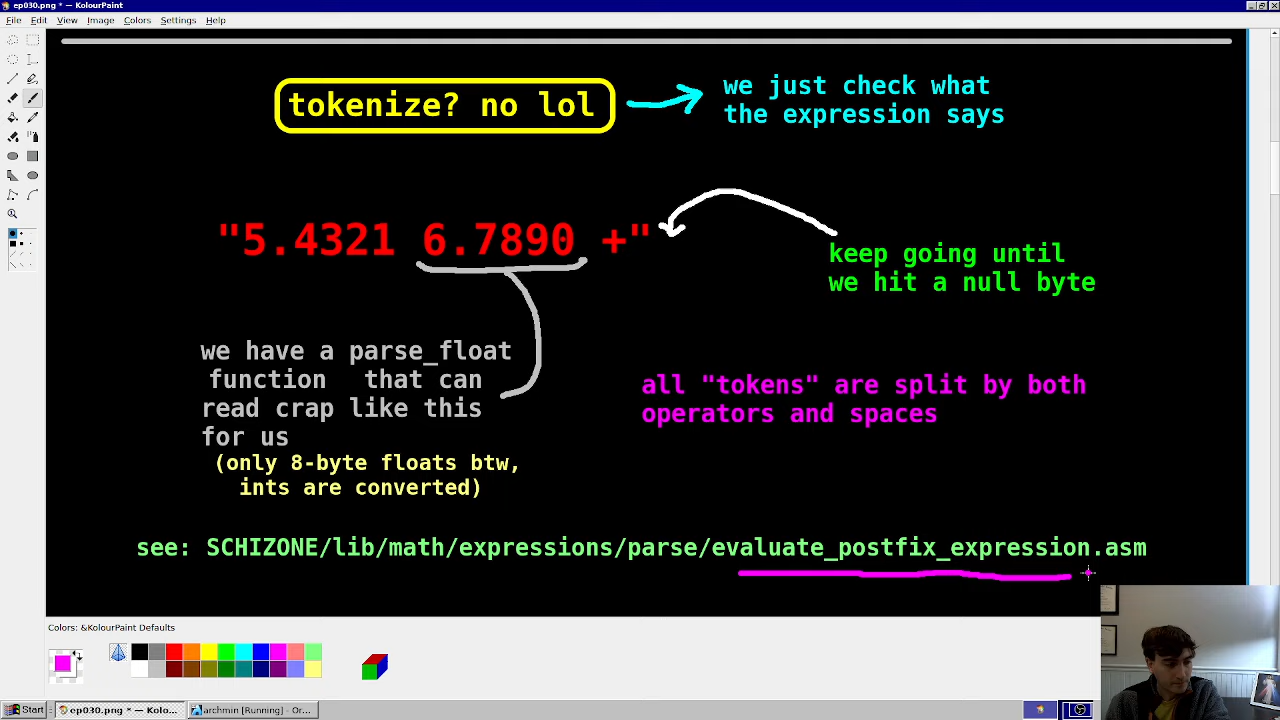 ep030.png * — KolourPaint
File Edit View Image Colors Settings Help
tokenize? no lol
we just check what
the expression says
"5.4321 6.7890 +"
keep going until
we hit a null byte
we have a parse_float
function that can
read crap like this
for us
(only 8-byte floats btw,
ints are converted)
all "tokens" are split by both
operators and spaces
see: SCHIZONE/lib/math/expressions/parse/evaluate_postfix_expression.asm
Colors: &KolourPaint Defaults
Start
ep030.png * — Kolo...
archmin [Running] - Or...